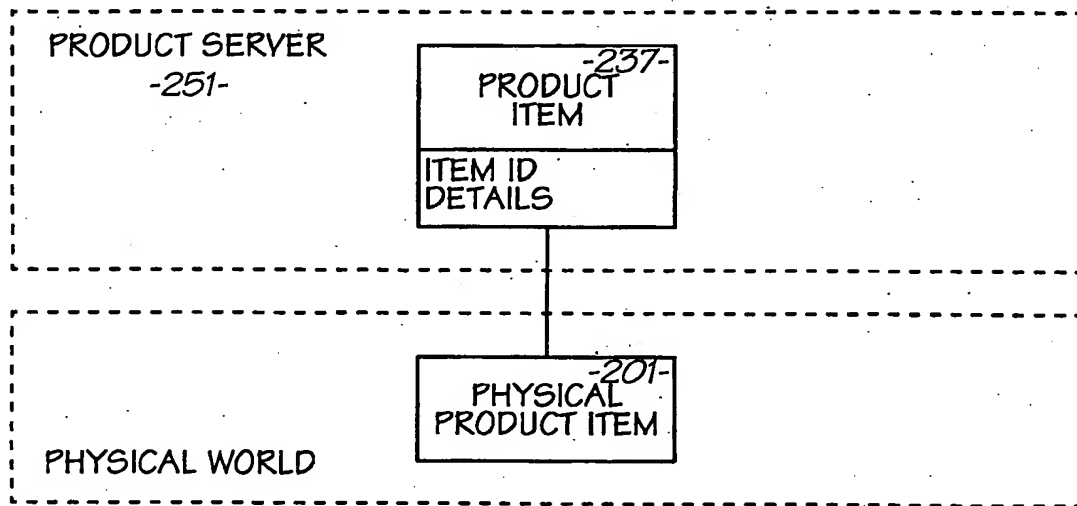 PRODUCT SERVER
-251-
-237-
PRODUCT
ITEM
ITEM ID
DETAILS
-201-
PHYSICAL
PRODUCT ITEM
PHYSICAL WORLD